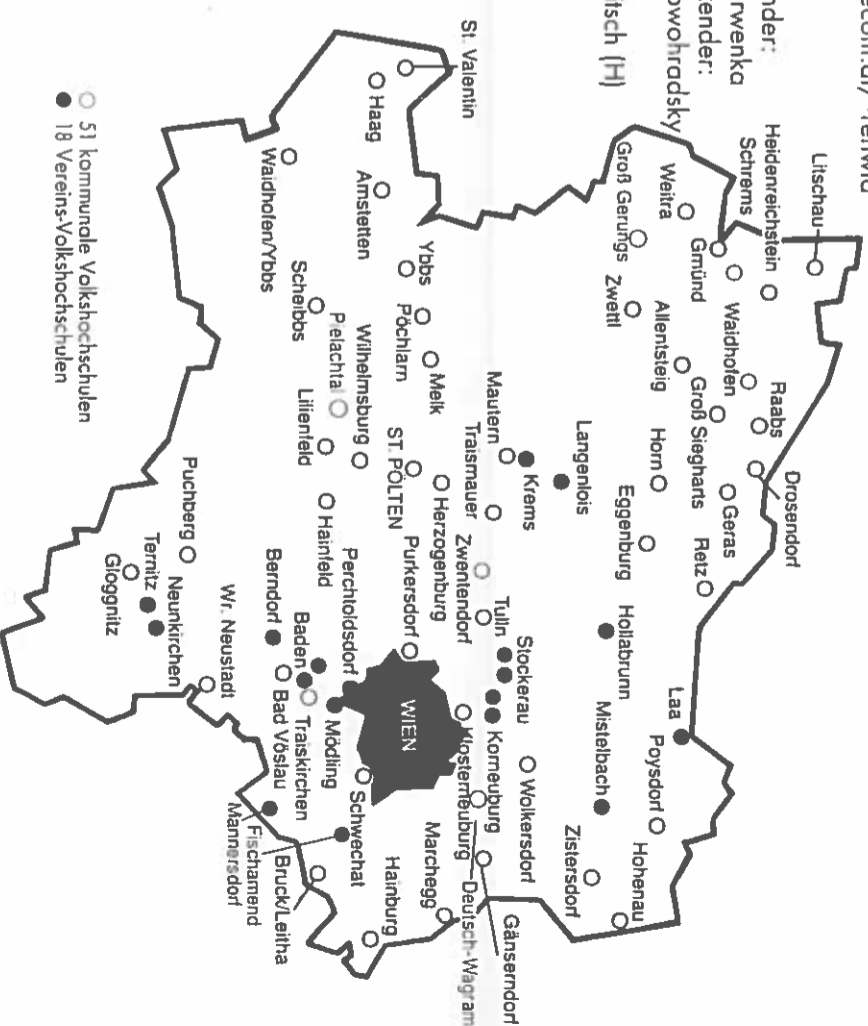 ecom.at/
nder:
rwenka
ender:
owohradsky
itsch (H)
Litschau
Heidenreichstein
Schrems
Weitra
Groß Gerungs
Gmünd
Waidhofen
Raabs
Drosendorf
Zwettl
Allentsteig
Groß Siegharts
Geras
Horn
Retz
Eggenburg
Langenlois
Krems
Mautern
Traismauer
Hollabrunn
Laa
Poysdorf
Mistelbach
Hohenau
Zistersdorf
St. Valentin
Haag
Amstetten
Waidhofen/Ybbs
Ybbs
Pöchlarn
Melk
Scheibbs
Pielachtal
Wilhelmsburg
Lilienfeld
ST. PÖLTEN
Herzogenburg
Zwentendorf
Tulln
Stockerau
Korneuburg
Wolkersdorf
Klosterneuburg
Deutsch-Wagram
Gänserndorf
Purkersdorf
WIEN
Marchegg
Hainfeld
Perchtoldsdorf
Mödling
Schwechat
Hainburg
Baden
Traiskirchen
Berndorf
Bad Vöslau
Bruck/Leitha
Fischamend
Mannersdorf
Puchberg
Ternitz
Gloggnitz
Neunkirchen
Wr. Neustadt
51 kommunale Volkshochschulen
18 Vereins-Volkshochschulen